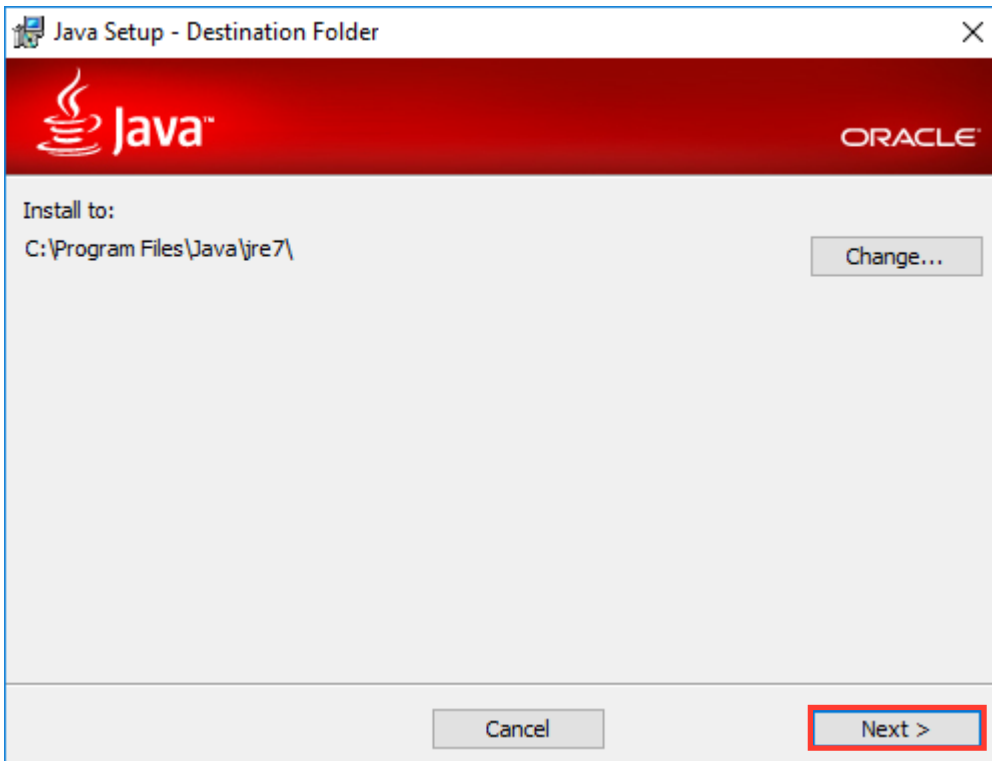 Java Setup - Destination Folder
Java™
ORACLE®
Install to:
C:\Program Files\Java\jre7\
Change...
Cancel
Next >